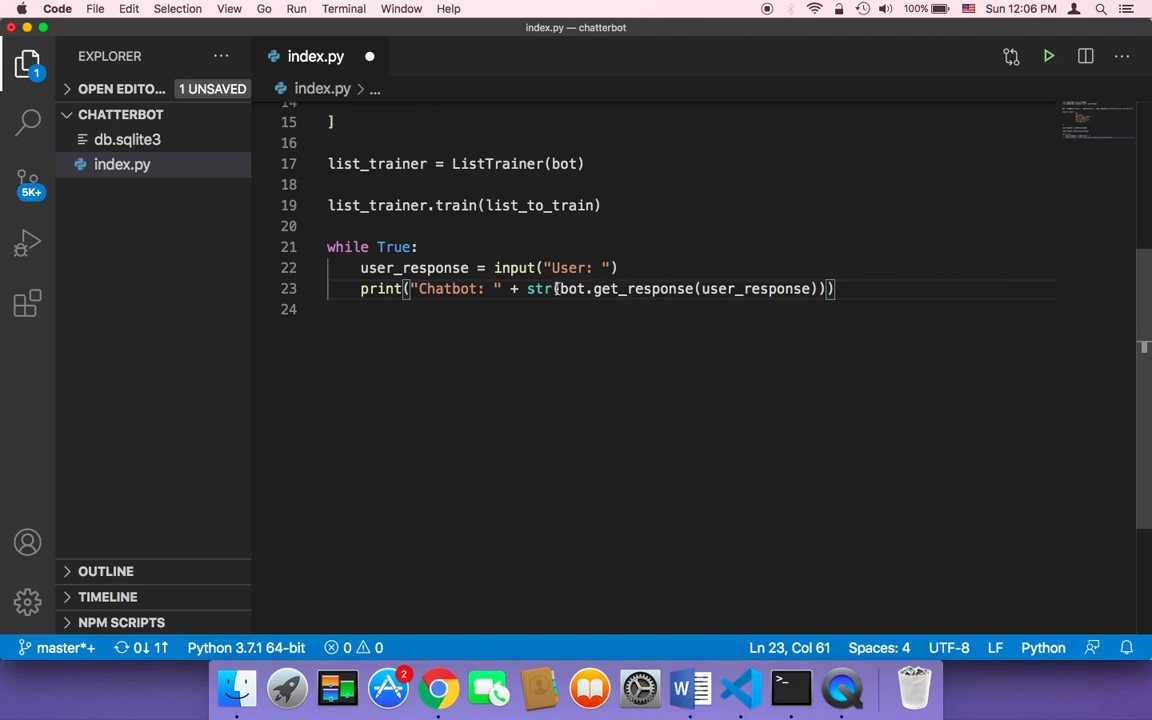 Code File Edit Selection View Go Run Terminal Window Help 100% Sun 12:06 PM
index.py — chatterbot
EXPLORER
index.py
1
OPEN EDITO... 1 UNSAVED
index.py > ...
CHATTERBOT
db.sqlite3
index.py
5K+
14
15 ]
16
17 list_trainer = ListTrainer(bot)
18
19 list_trainer.train(list_to_train)
20
21 while True:
22 user_response = input("User: ")
23 print("Chatbot: " + str(bot.get_response(user_response)))
24
OUTLINE
TIMELINE
NPM SCRIPTS
master*+ 0↓ 1↑ Python 3.7.1 64-bit 0 0 Ln 23, Col 61 Spaces: 4 UTF-8 LF Python
2
W
>_